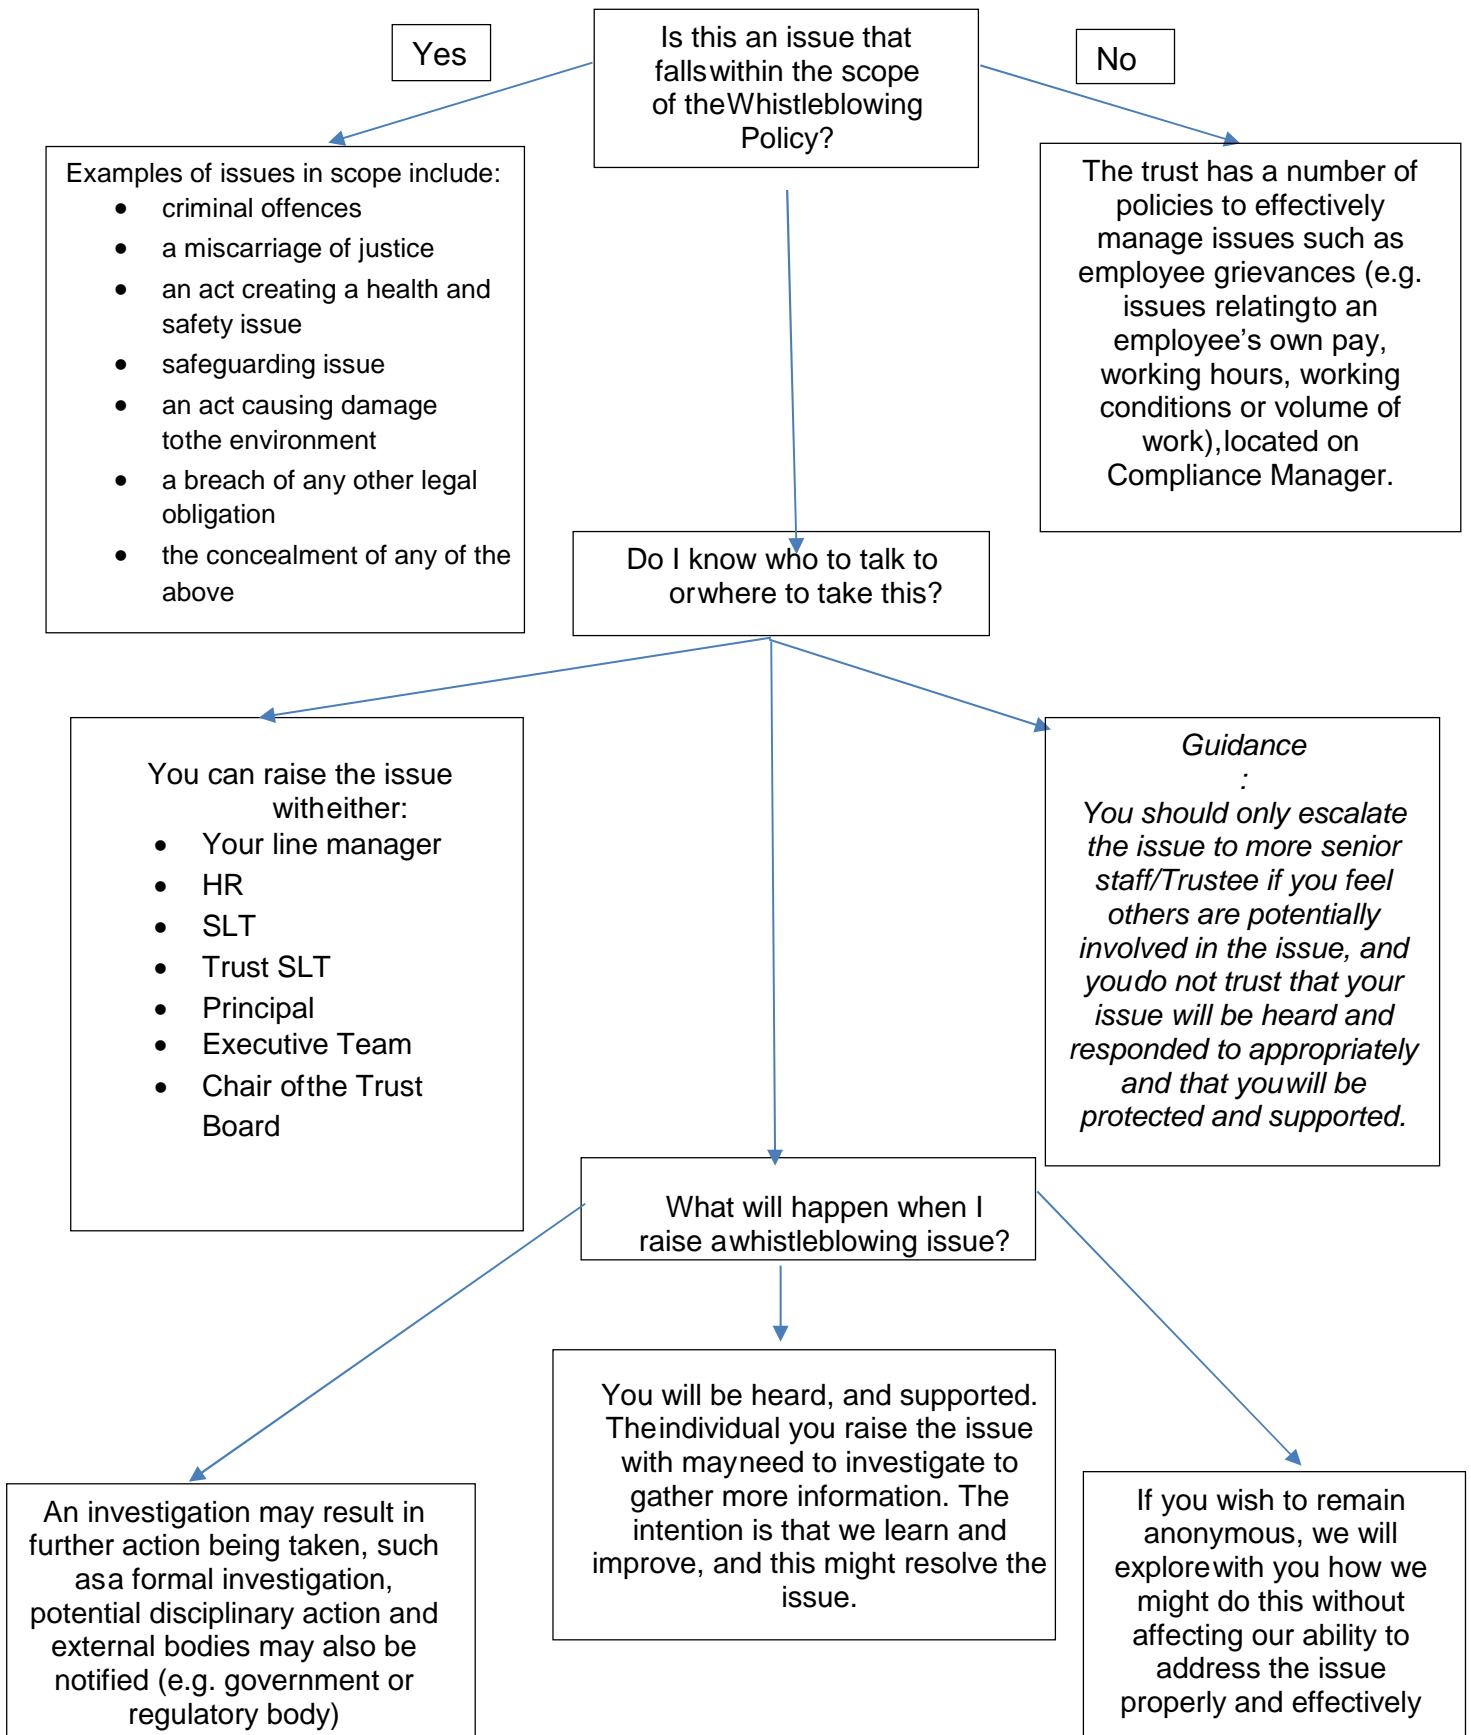 Yes
Is this an issue that
fallswithin the scope
of theWhistleblowing
Policy?
No
Examples of issues in scope include:
• criminal offences
• a miscarriage of justice
• an act creating a health and
safety issue
• safeguarding issue
• an act causing damage
tothe environment
• a breach of any other legal
obligation
• the concealment of any of the
above
The trust has a number of
policies to effectively
manage issues such as
employee grievances (e.g.
issues relatingto an
employee’s own pay,
working hours, working
conditions or volume of
work),located on
Compliance Manager.
Do I know who to talk to
orwhere to take this?
You can raise the issue
witheither:
• Your line manager
• HR
• SLT
• Trust SLT
• Principal
• Executive Team
• Chair ofthe Trust
Board
Guidance
:
You should only escalate
the issue to more senior
staff/Trustee if you feel
others are potentially
involved in the issue, and
youdo not trust that your
issue will be heard and
responded to appropriately
and that youwill be
protected and supported.
What will happen when I
raise awhistleblowing issue?
An investigation may result in
further action being taken, such
asa formal investigation,
potential disciplinary action and
external bodies may also be
notified (e.g. government or
regulatory body)
You will be heard, and supported.
Theindividual you raise the issue
with mayneed to investigate to
gather more information. The
intention is that we learn and
improve, and this might resolve the
issue.
If you wish to remain
anonymous, we will
explorewith you how we
might do this without
affecting our ability to
address the issue
properly and effectively